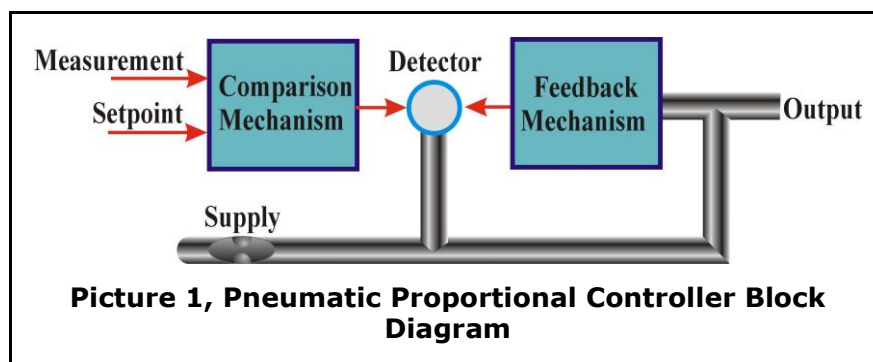 Measurement
Setpoint
Comparison
Mechanism
Detector
Feedback
Mechanism
Output
Supply
Picture 1, Pneumatic Proportional Controller Block
Diagram